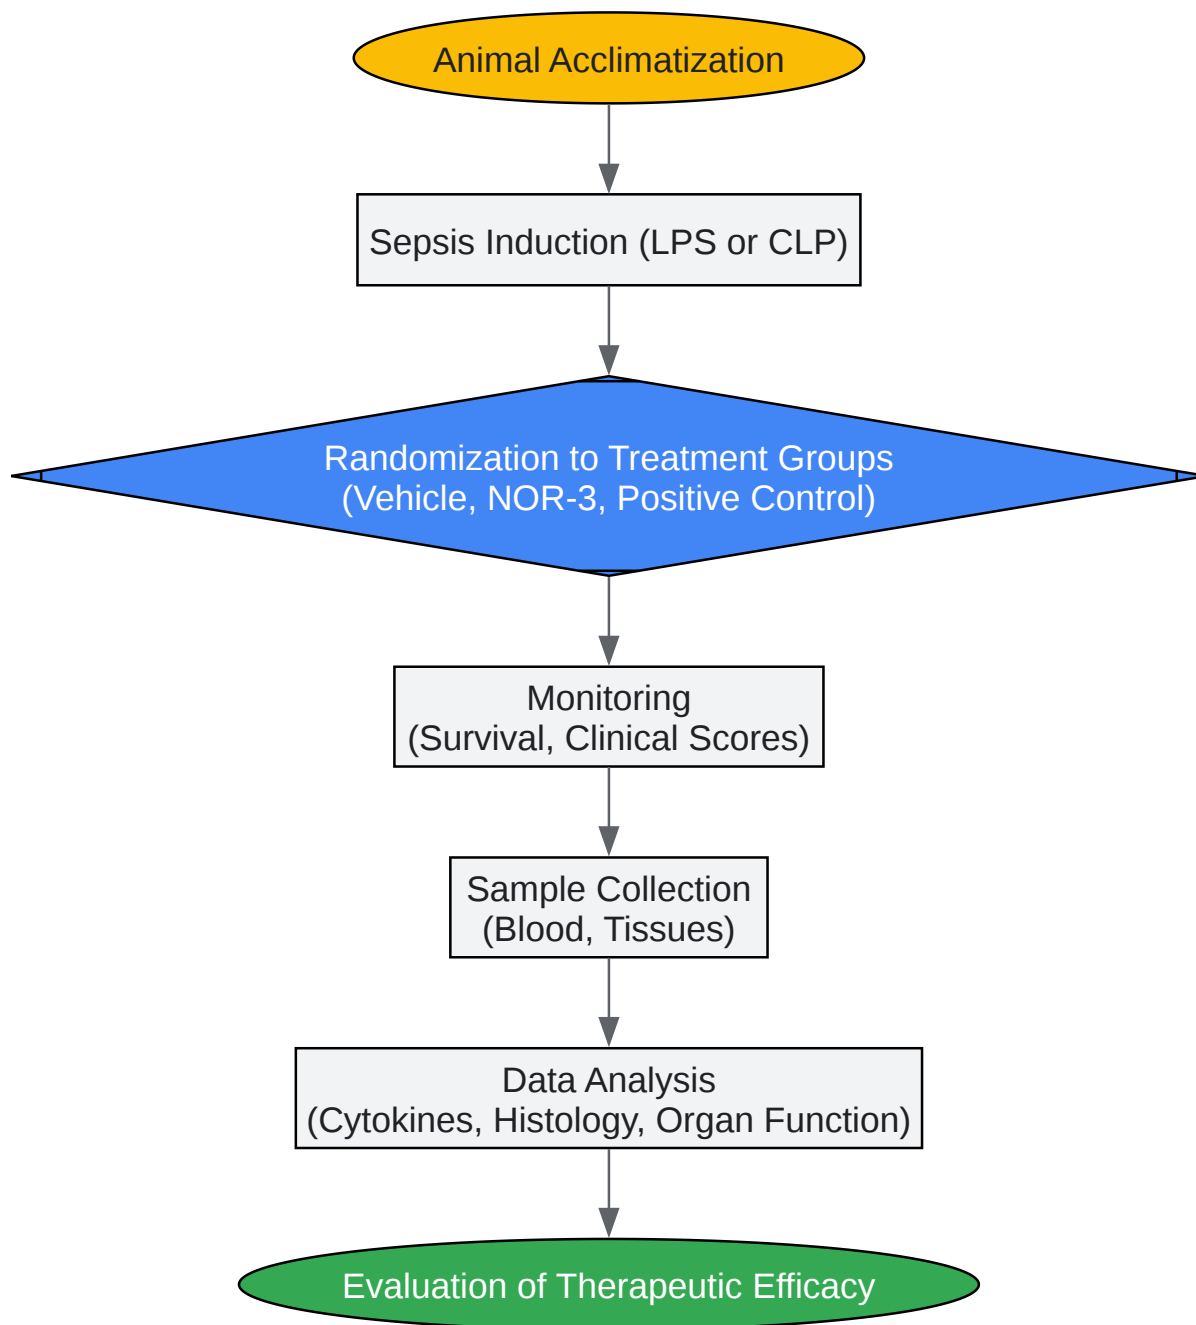 Animal Acclimatization
Sepsis Induction (LPS or CLP)
Randomization to Treatment Groups
(Vehicle, NOR-3, Positive Control)
Monitoring
(Survival, Clinical Scores)
Sample Collection
(Blood, Tissues)
Data Analysis
(Cytokines, Histology, Organ Function)
Evaluation of Therapeutic Efficacy